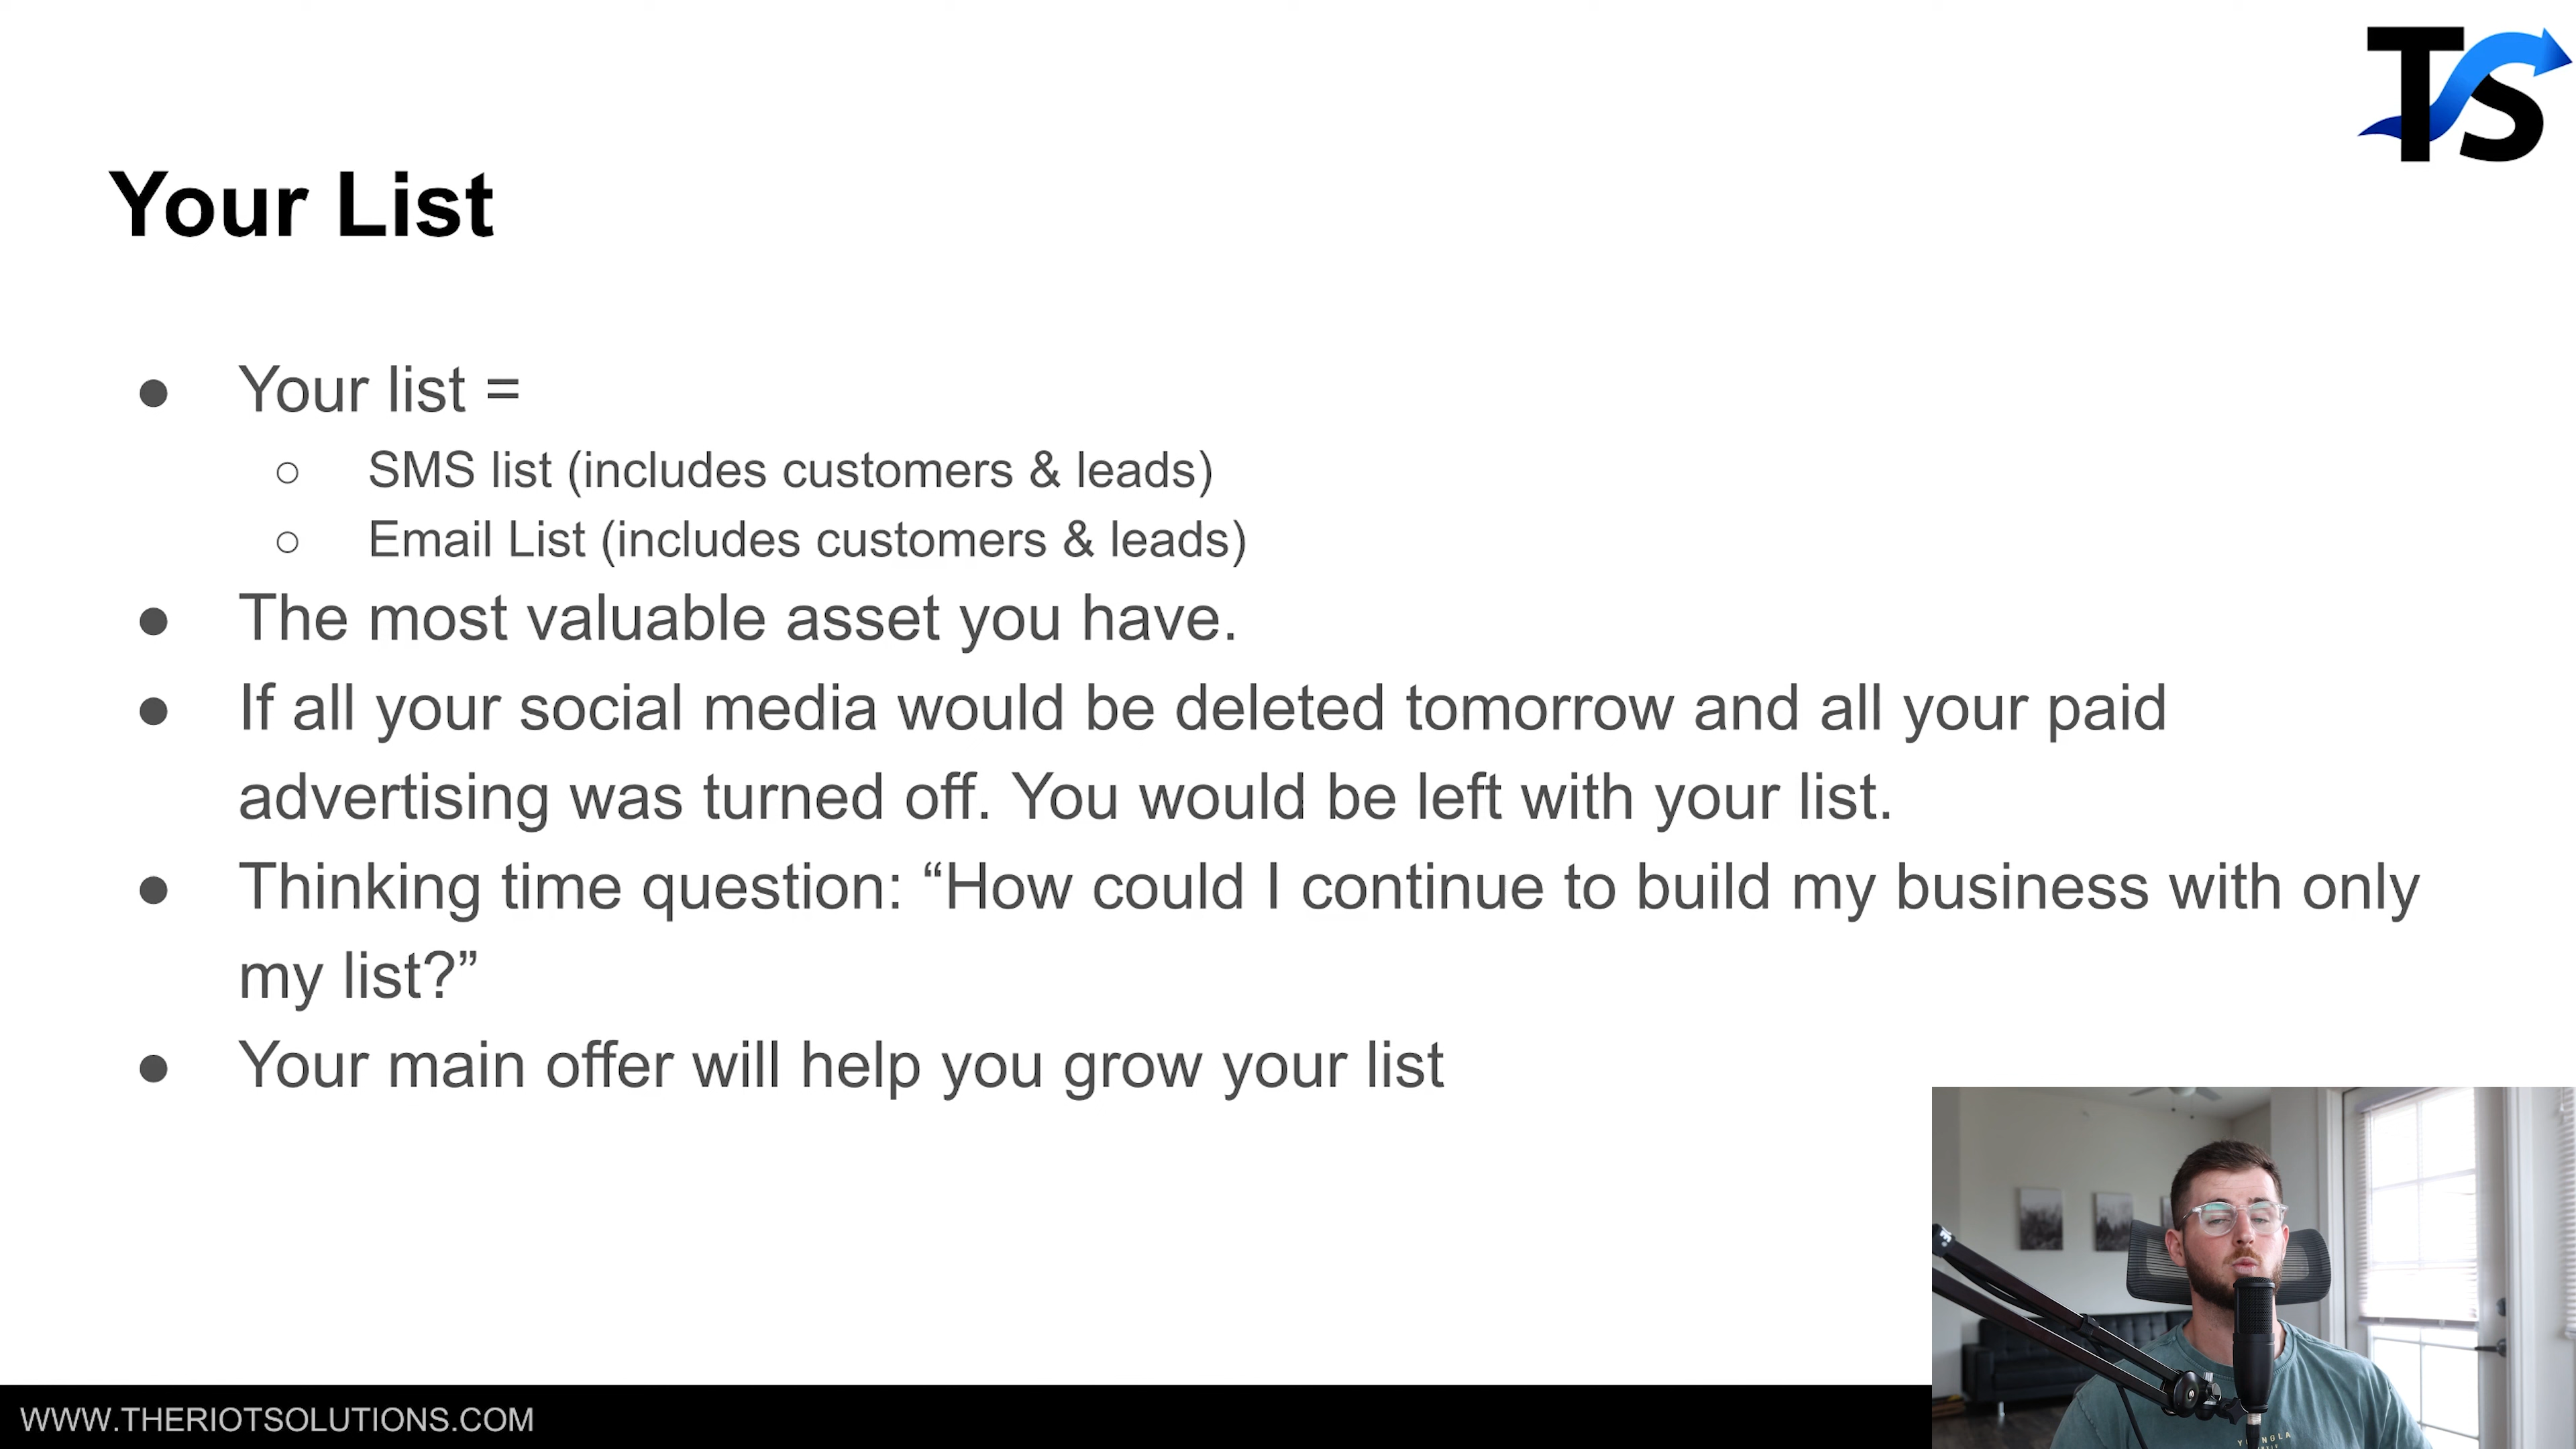 TS
Your List
● Your list =
○ SMS list (includes customers & leads)
○ Email List (includes customers & leads)
● The most valuable asset you have.
● If all your social media would be deleted tomorrow and all your paid
advertising was turned off. You would be left with your list.
● Thinking time question: “How could I continue to build my business with only
my list?”
● Your main offer will help you grow your list
WWW.THERIOTSOLUTIONS.COM